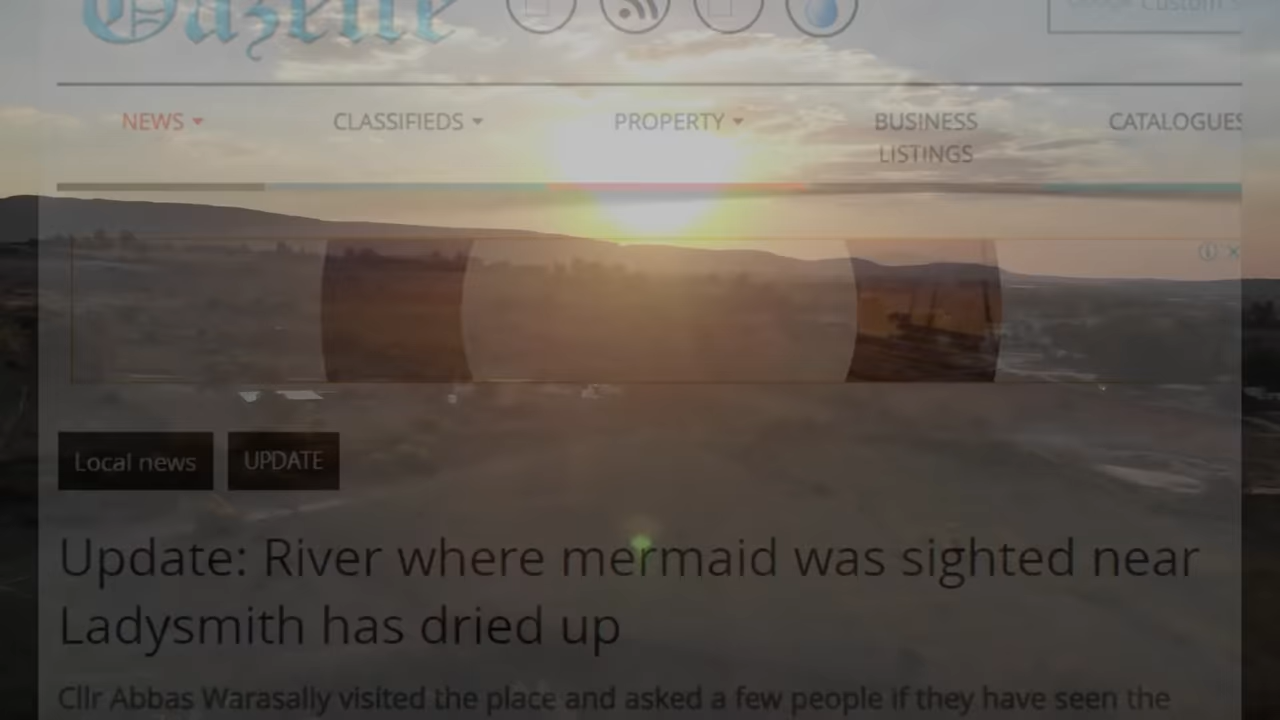 Gazette
Custom
NEWS
CLASSIFIEDS
PROPERTY
BUSINESS
LISTINGS
CATALOGUES
Local news
UPDATE
Update: River where mermaid was sighted near
Ladysmith has dried up
Cllr Abbas Warasally visited the place and asked a few people if they have seen the